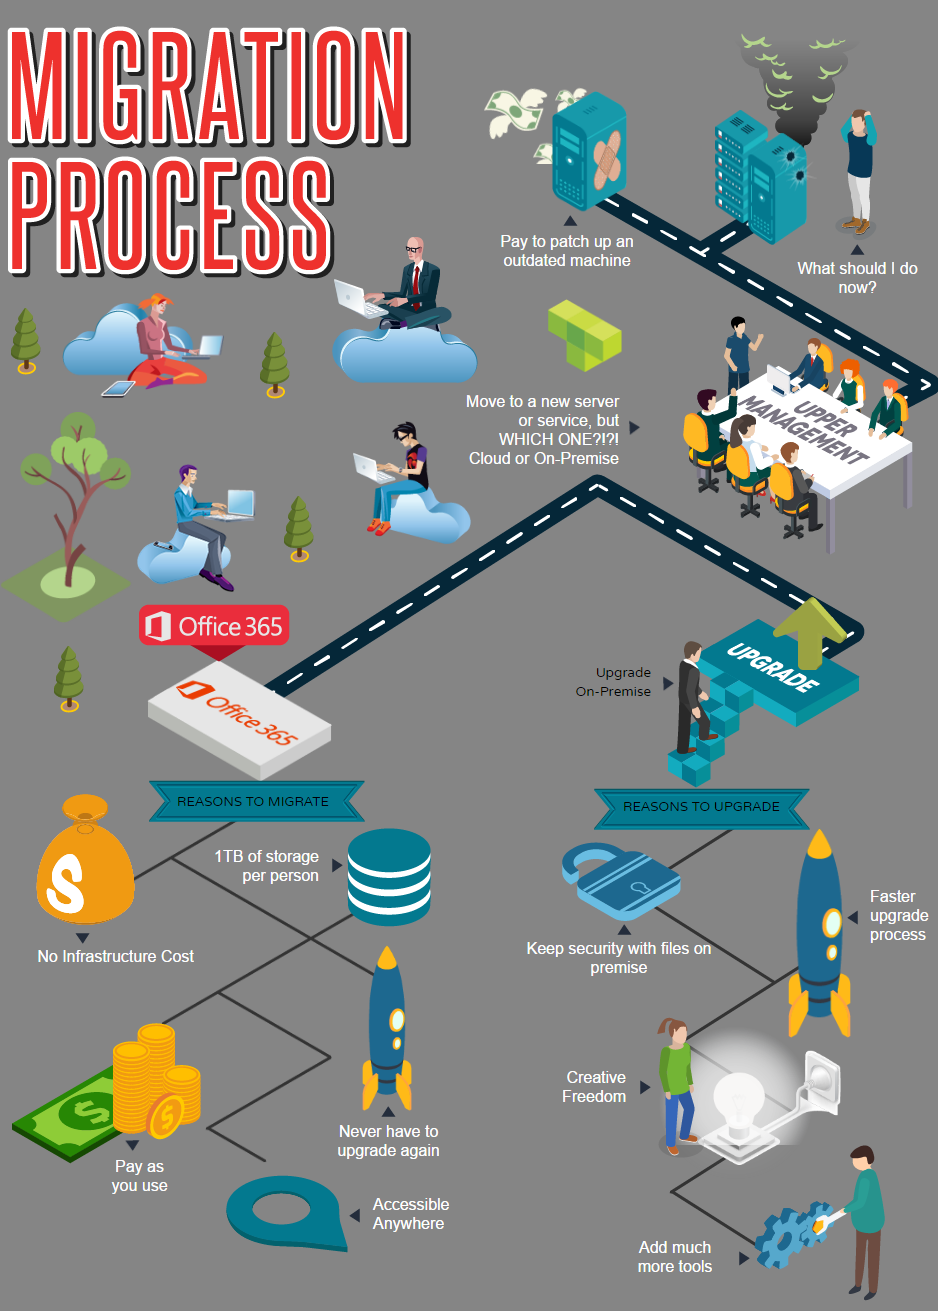 MIGRATION
PROCESS
Pay to patch up an
outdated machine
What should I do
now?
Move to a new server
or service, but
WHICH ONE?!?!
Cloud or On-Premise
UPPER
MANAGEMENT
Office 365
Office 365
Upgrade
On-Premise
UPGRADE
REASONS TO MIGRATE
$
No Infrastructure Cost
1TB of storage
per person
Never have to
upgrade again
$
$
Pay as
you use
Accessible
Anywhere
REASONS TO UPGRADE
Keep security with files on
premise
Faster
upgrade
process
Creative
Freedom
Add much
more tools